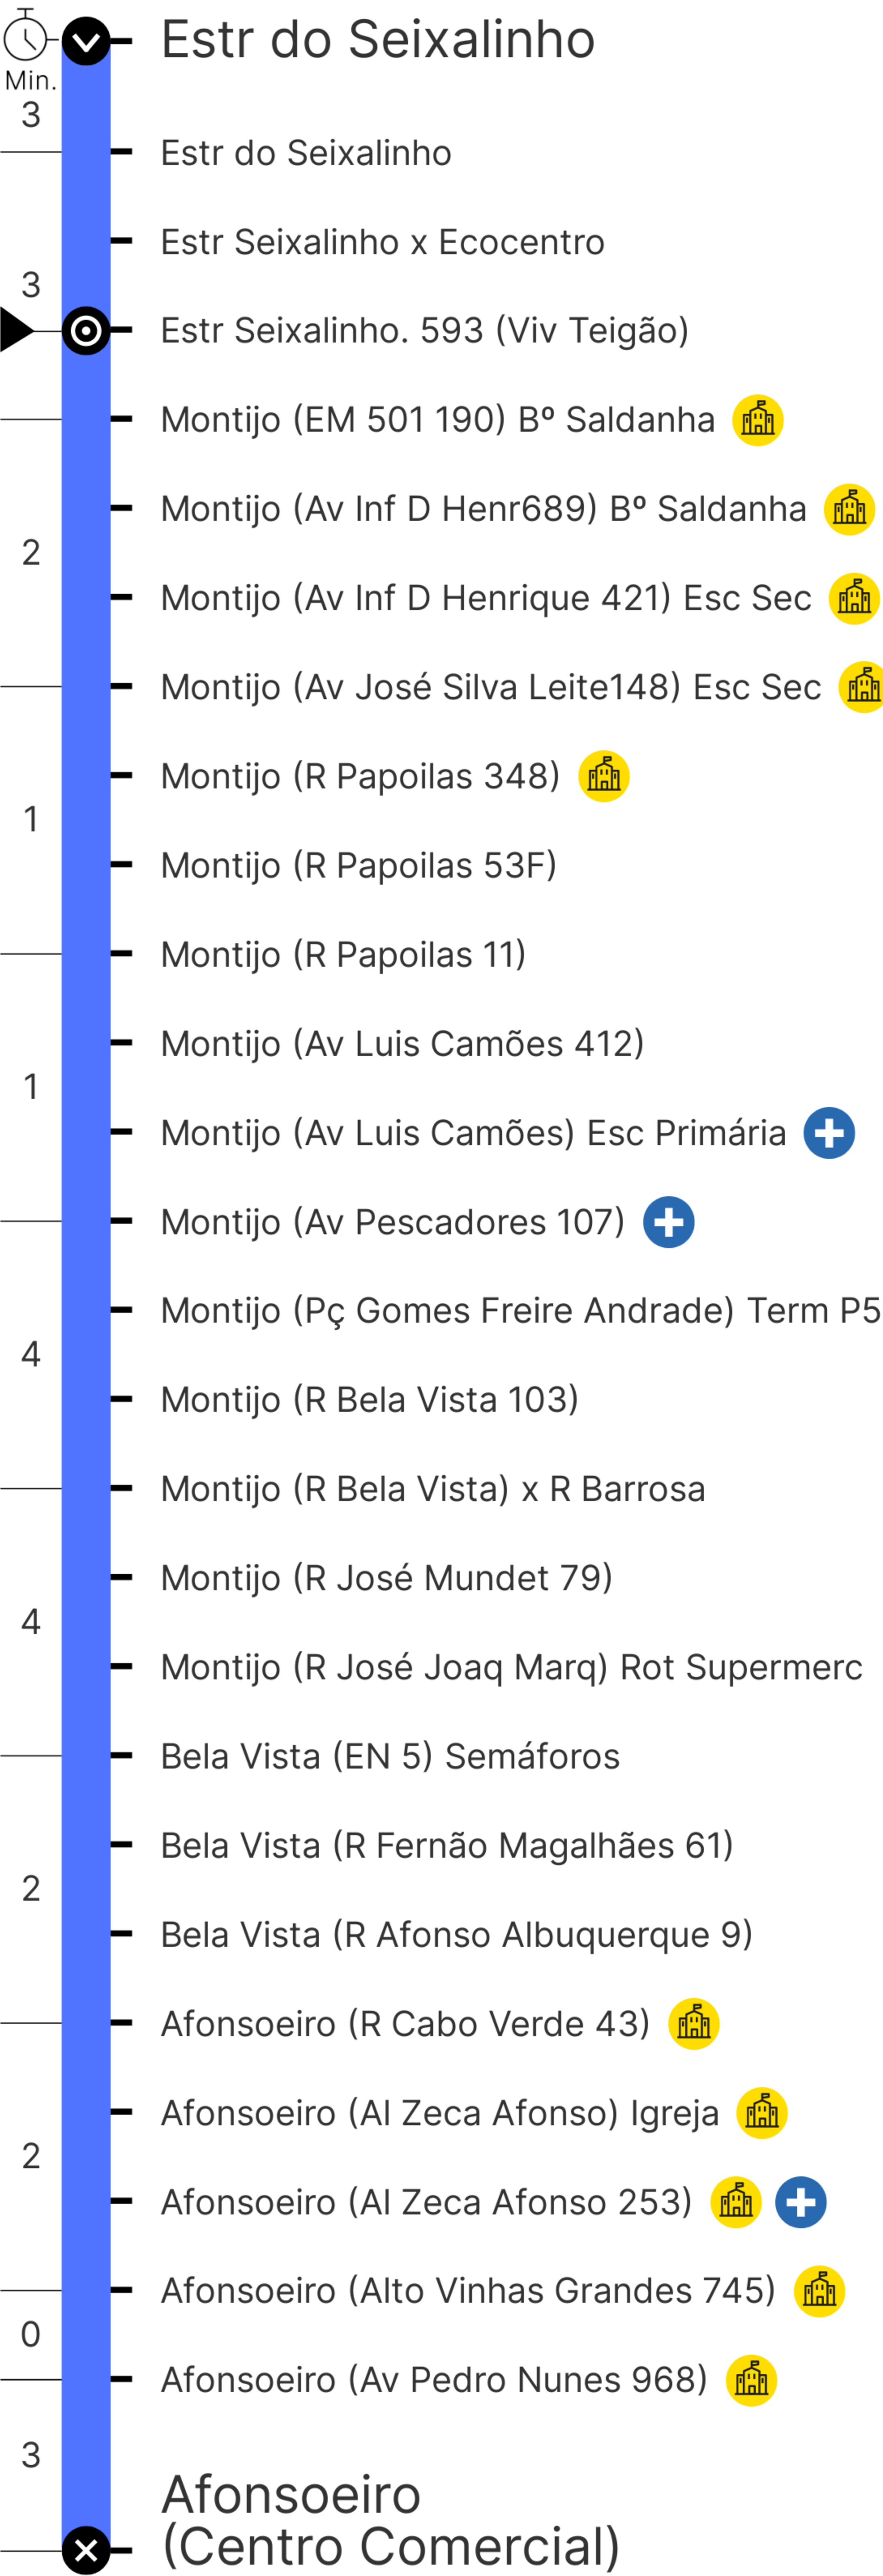 Estr do Seixalinho
Min.
3
Estr do Seixalinho
Estr Seixalinho x Ecocentro
3
Estr Seixalinho. 593 (Viv Teigão)
Montijo (EM 501 190) Bº Saldanha
Montijo (Av Inf D Henr689) Bº Saldanha
2
Montijo (Av Inf D Henrique 421) Esc Sec
Montijo (Av José Silva Leite148) Esc Sec
Montijo (R Papoilas 348)
1
Montijo (R Papoilas 53F)
Montijo (R Papoilas 11)
Montijo (Av Luis Camões 412)
1
Montijo (Av Luis Camões) Esc Primária
Montijo (Av Pescadores 107)
Montijo (Pç Gomes Freire Andrade) Term P5
4
Montijo (R Bela Vista 103)
Montijo (R Bela Vista) x R Barrosa
Montijo (R José Mundet 79)
4
Montijo (R José Joaq Marq) Rot Supermerc
Bela Vista (EN 5) Semáforos
Bela Vista (R Fernão Magalhães 61)
2
Bela Vista (R Afonso Albuquerque 9)
Afonsoeiro (R Cabo Verde 43)
Afonsoeiro (Al Zeca Afonso) Igreja
2
Afonsoeiro (Al Zeca Afonso 253)
Afonsoeiro (Alto Vinhas Grandes 745)
0
Afonsoeiro (Av Pedro Nunes 968)
3
Afonsoeiro
(Centro Comercial)